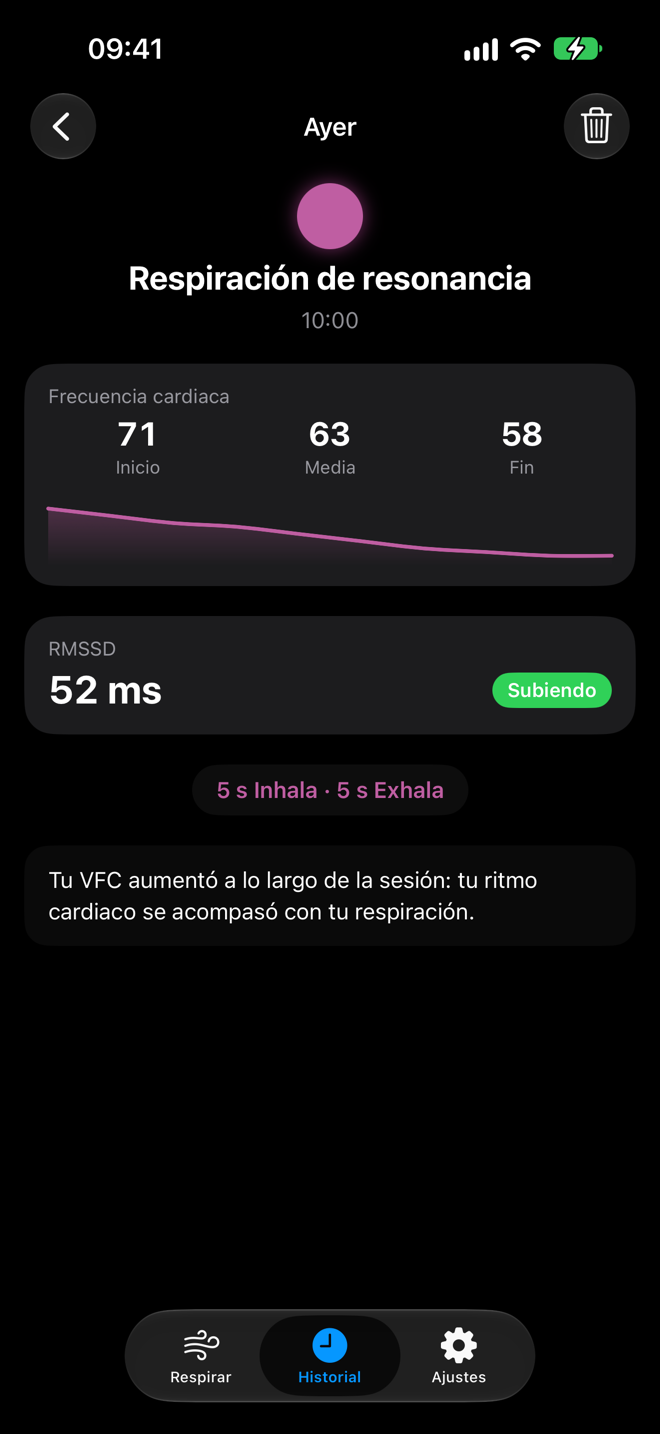 09:41
Ayer
Respiración de resonancia
10:00
Frecuencia cardiaca
71
63
58
Inicio
Media
Fin
RMSSD
52 ms
Subiendo
5 s Inhala · 5 s Exhala
Tu VFC aumentó a lo largo de la sesión: tu ritmo
cardiaco se acompasó con tu respiración.
Respirar
Historial
Ajustes